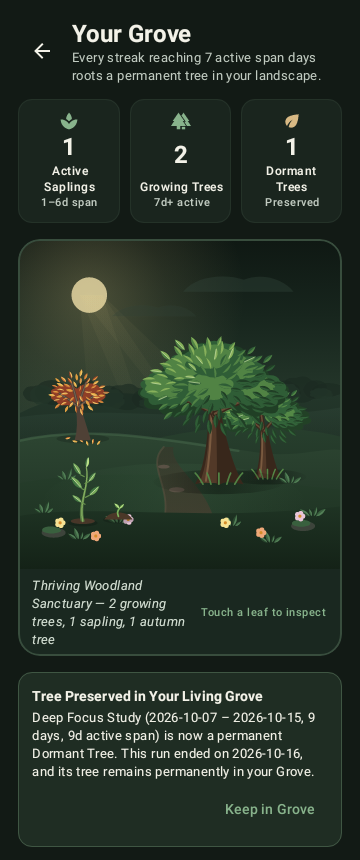 Your Grove
Every streak reaching 7 active span days
roots a permanent tree in your landscape.
1
Active
Saplings
1–6d span
2
Growing Trees
7d+ active
1
Dormant
Trees
Preserved
Thriving Woodland
Sanctuary — 2 growing
trees, 1 sapling, 1 autumn
tree
Touch a leaf to inspect
Tree Preserved in Your Living Grove
Deep Focus Study (2026-10-07 – 2026-10-15, 9
days, 9d active span) is now a permanent
Dormant Tree. This run ended on 2026-10-16,
and its tree remains permanently in your Grove.
Keep in Grove